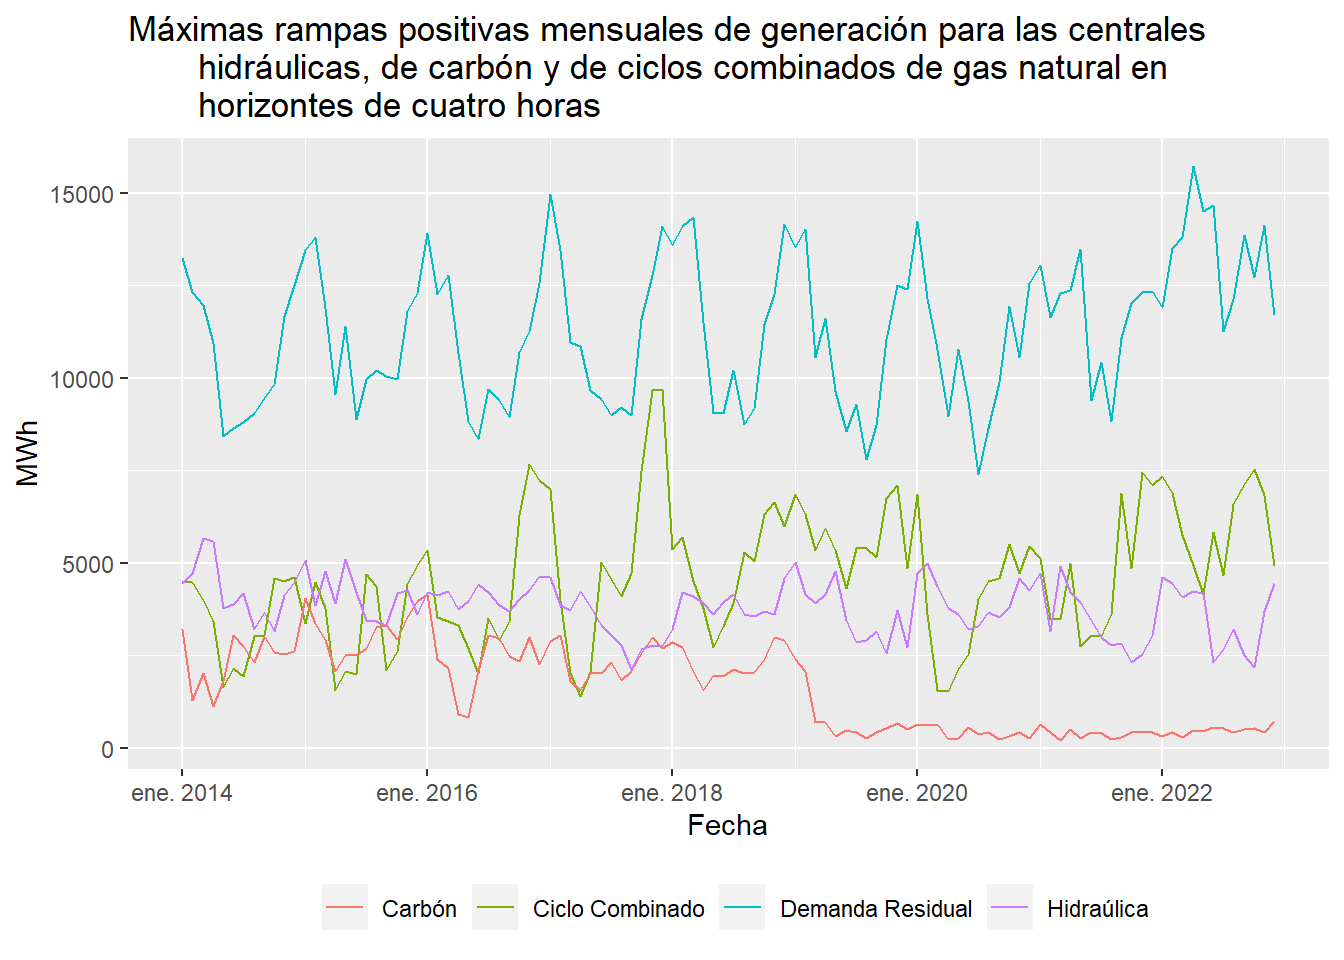 Máximas rampas positivas mensuales de generación para las centrales
hidráulicas, de carbón y de ciclos combinados de gas natural en
horizontes de cuatro horas
15000
10000
5000
0
MWh
ene. 2014
ene. 2016
ene. 2018
ene. 2020
ene. 2022
Fecha
Carbón
Ciclo Combinado
Demanda Residual
Hidraúlica